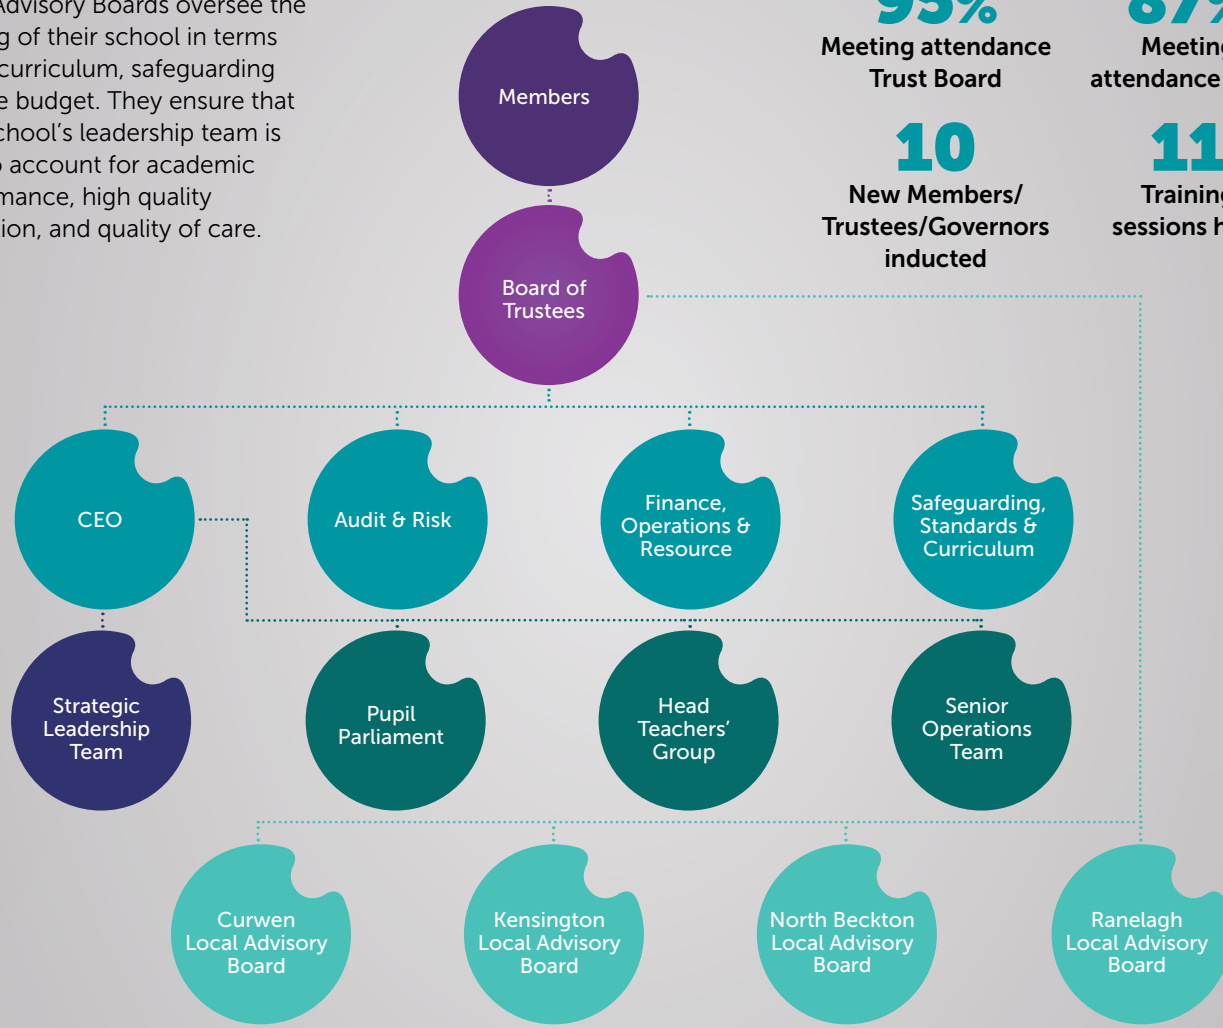 Advisory Boards oversee the
of their school in terms
curriculum, safeguarding
budget. They ensure that
leadership team is
account for academic
high quality
and quality of care.
Members
Board of
Trustees
95%
Meeting attendance
Trust Board
87%
Meeting
attendance
10
New Members/
Trustees/Governors
inducted
11
Training
sessions
CEO
Audit & Risk
Finance,
Operations &
Resource
Safeguarding,
Standards &
Curriculum
Strategic
Leadership
Team
Pupil
Parliament
Head
Teachers’
Group
Senior
Operations
Team
Curwen
Local Advisory
Board
Kensington
Local Advisory
Board
North Beckton
Local Advisory
Board
Ranelagh
Local Advisory
Board